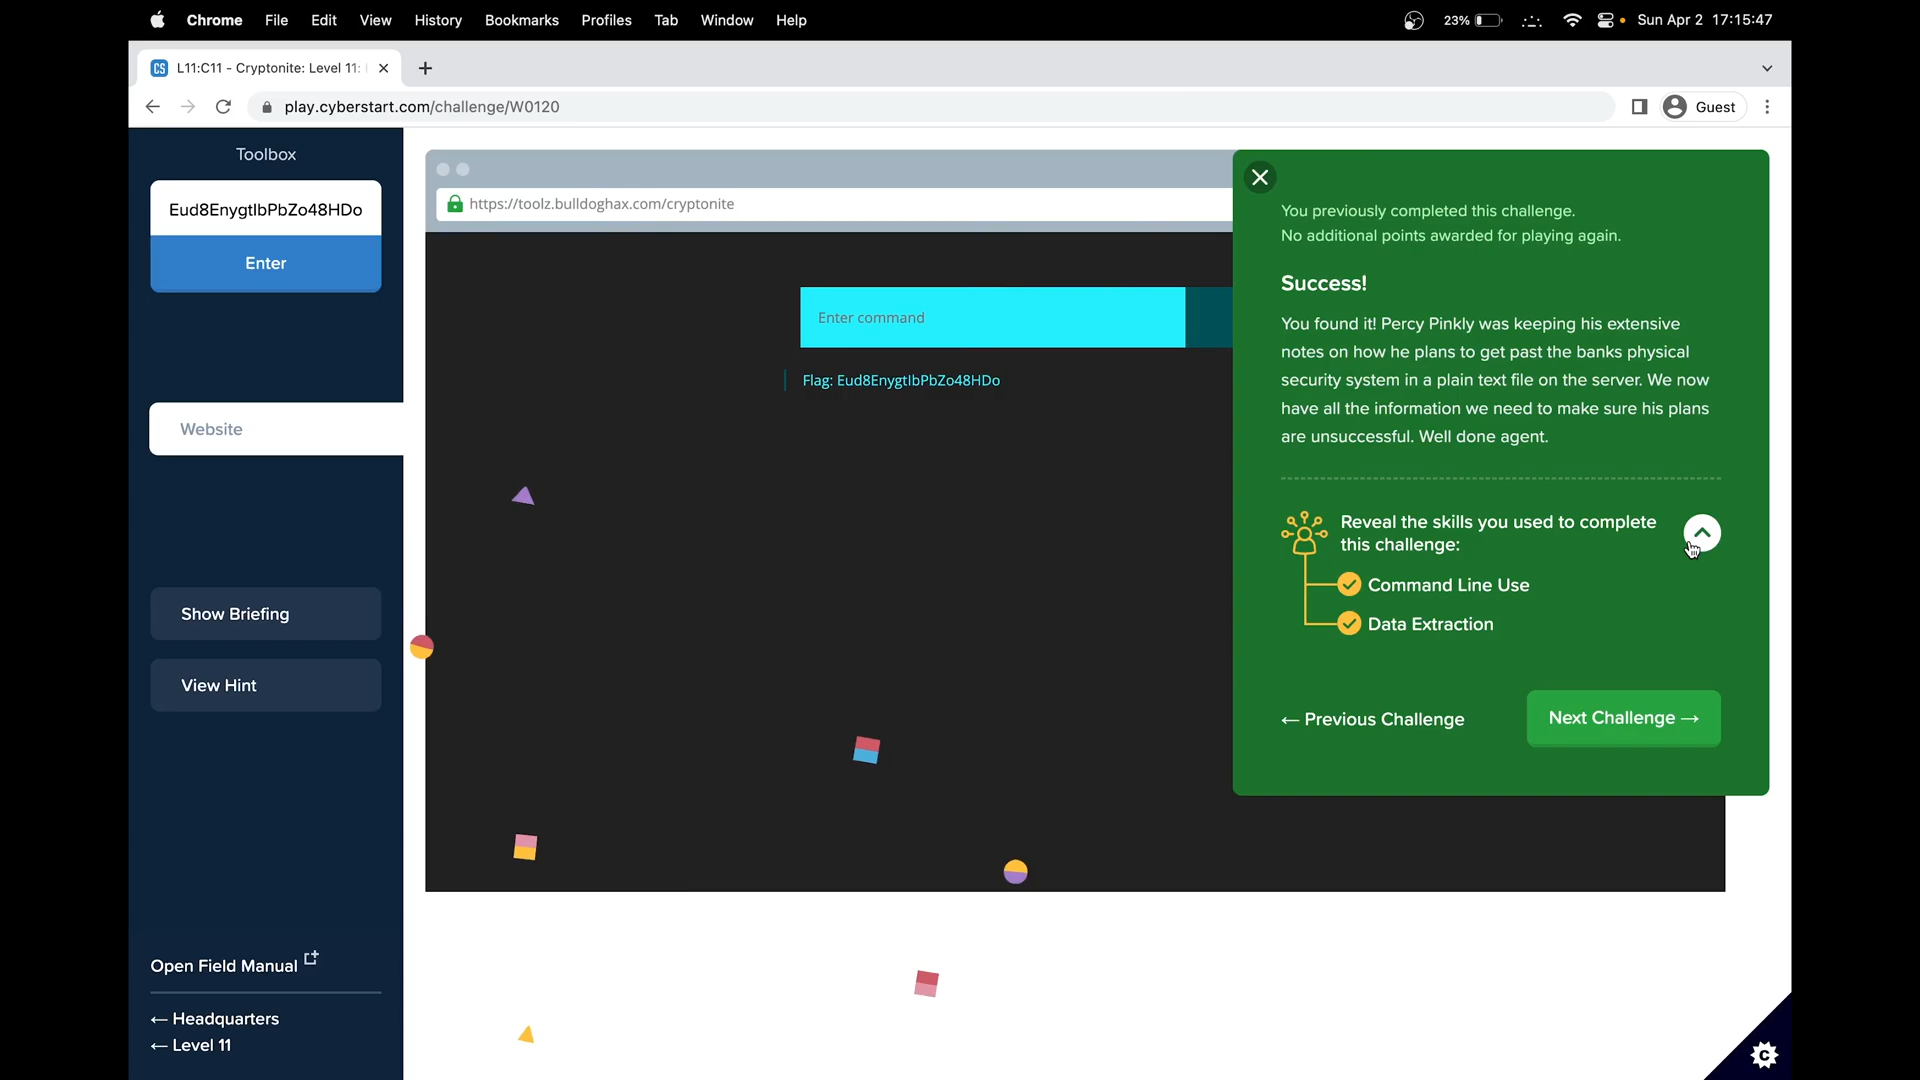 Chrome File Edit View History Bookmarks Profiles Tab Window Help 23% Sun Apr 2 17:15:47
CS L11:C11 - Cryptonite: Level 11:
play.cyberstart.com/challenge/W0120 Guest
Toolbox
Eud8EnygtIbPbZo48HDo
Enter
Website
Show Briefing
View Hint
Open Field Manual
← Headquarters
← Level 11
https://toolz.bulldoghax.com/cryptonite
Enter command
Flag: Eud8EnygtIbPbZo48HDo
You previously completed this challenge.
No additional points awarded for playing again.
Success!
You found it! Percy Pinkly was keeping his extensive
notes on how he plans to get past the banks physical
security system in a plain text file on the server. We now
have all the information we need to make sure his plans
are unsuccessful. Well done agent.
Reveal the skills you used to complete
this challenge:
Command Line Use
Data Extraction
← Previous Challenge
Next Challenge →
C